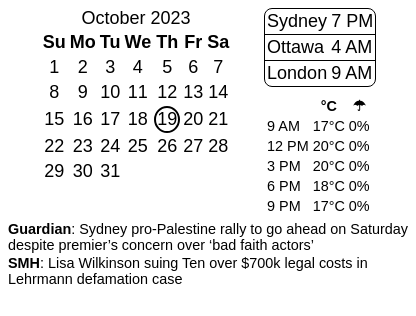 October 2023
Su Mo Tu We Th Fr Sa
1 2 3 4 5 6 7
8 9 10 11 12 13 14
15 16 17 18 19 20 21
22 23 24 25 26 27 28
29 30 31
Sydney 7 PM
Ottawa 4 AM
London 9 AM
°C ☂
9 AM 17°C 0%
12 PM 20°C 0%
3 PM 20°C 0%
6 PM 18°C 0%
9 PM 17°C 0%
Guardian: Sydney pro-Palestine rally to go ahead on Saturday
despite premier’s concern over ‘bad faith actors’
SMH: Lisa Wilkinson suing Ten over $700k legal costs in
Lehrmann defamation case